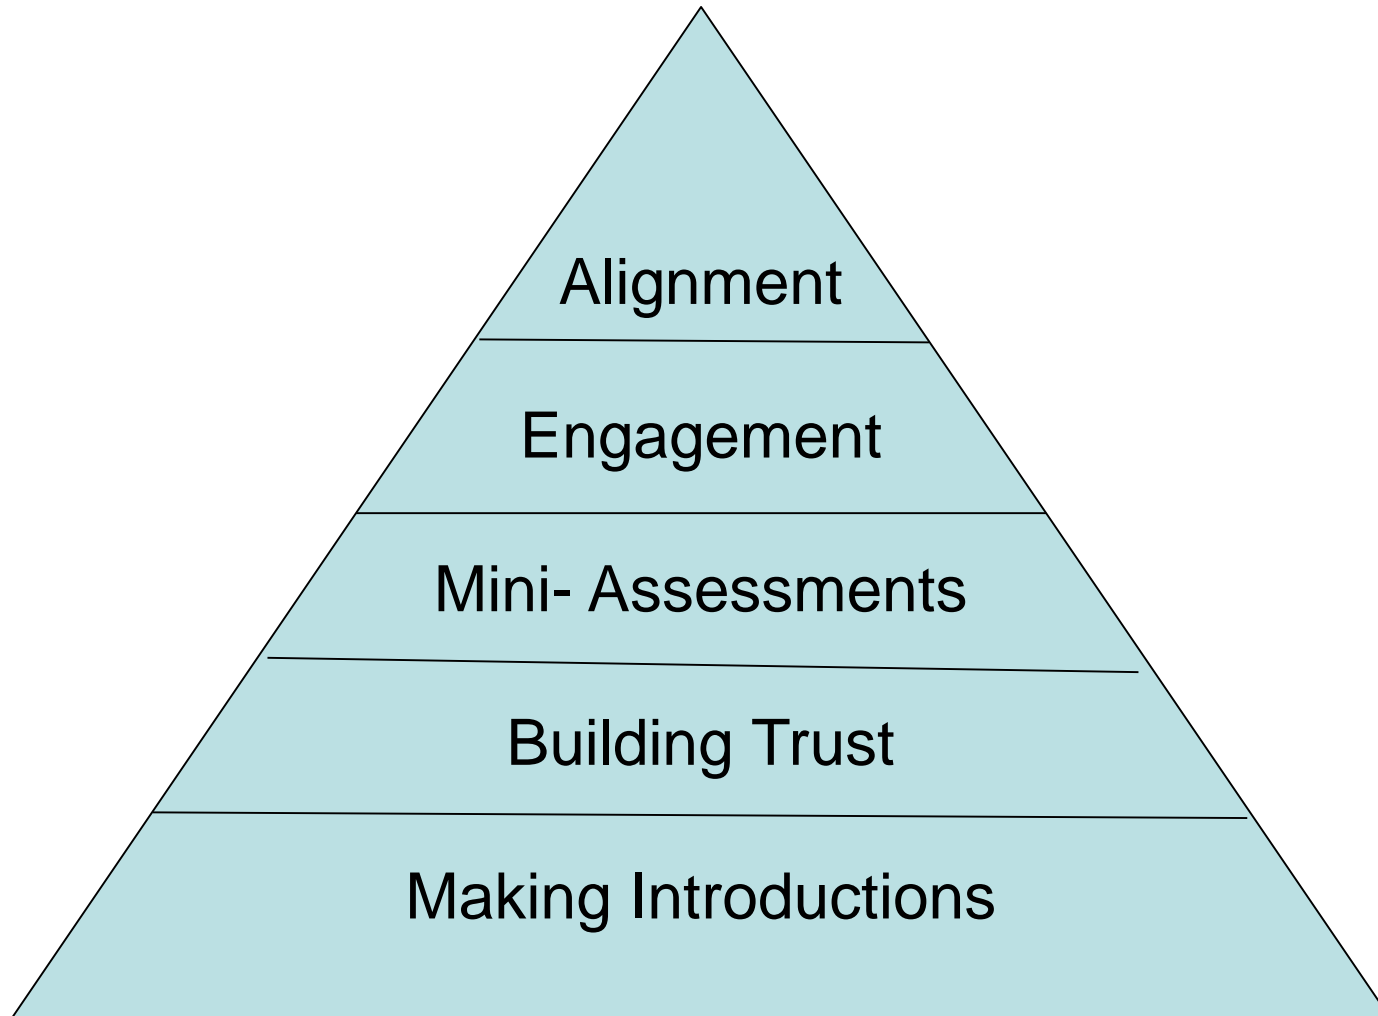 Alignment
Engagement
Mini- Assessments
Building Trust
Making Introductions